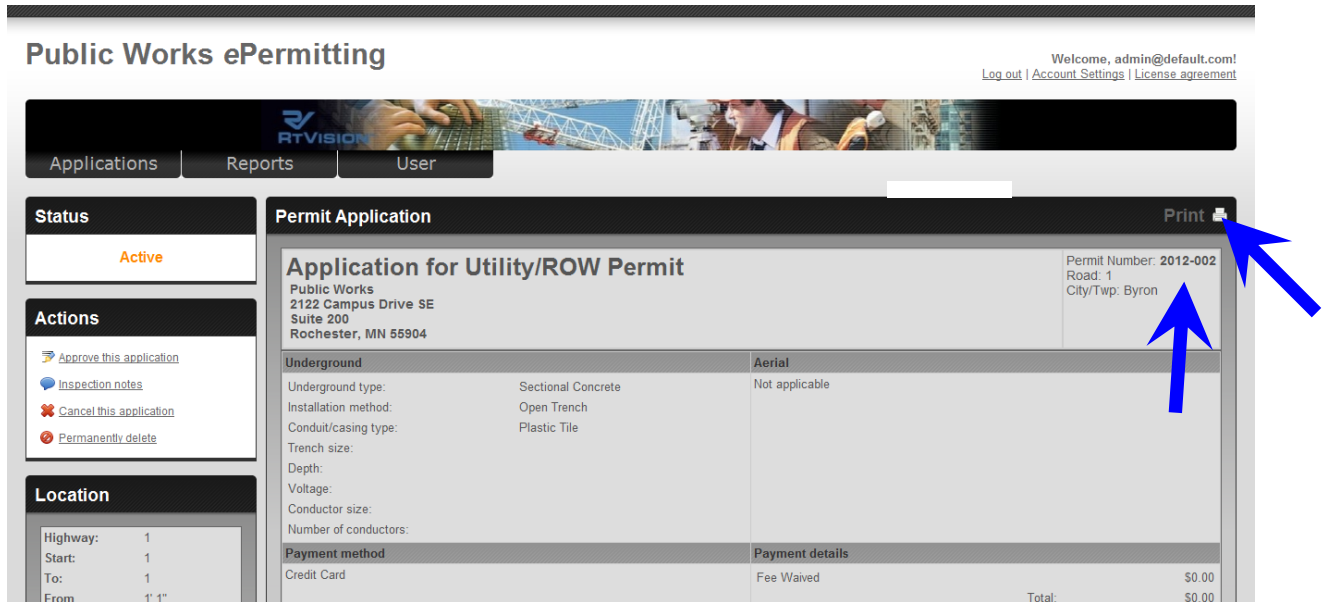 Public Works ePermitting
Welcome, admin@default.com!
Log out | Account Settings | License agreement
RTVISION
Applications Reports User
Status
Active
Actions
Approve this application
Inspection notes
Cancel this application
Permanently delete
Location
Highway: 1
Start: 1
To: 1
From 1' 1"
Permit Application Print
Application for Utility/ROW Permit
Public Works
2122 Campus Drive SE
Suite 200
Rochester, MN 55904
Permit Number: 2012-002
Road: 1
City/Twp: Byron
Underground Aerial
Underground type: Sectional Concrete Not applicable
Installation method: Open Trench
Conduit/casing type: Plastic Tile
Trench size:
Depth:
Voltage:
Conductor size:
Number of conductors:
Payment method Payment details
Credit Card Fee Waived $0.00
Total: $0.00